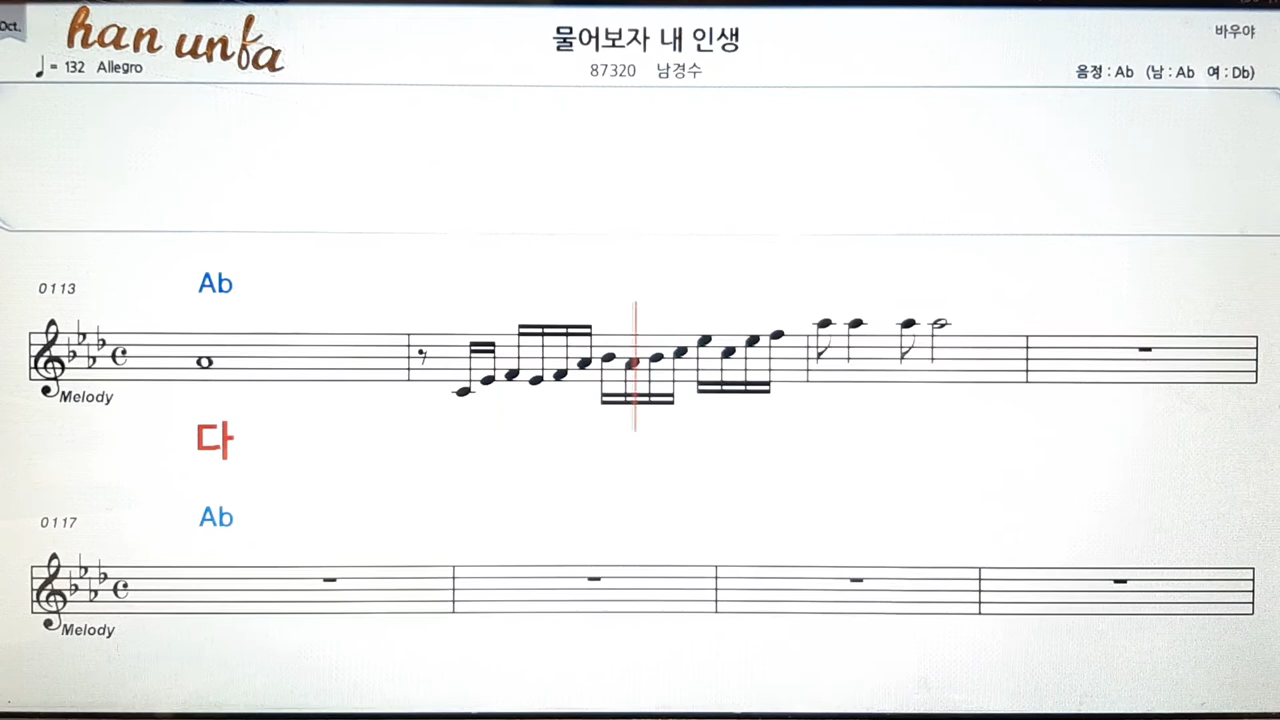 Oct.
han unfa
♩= 132 Allegro
물어보자 내 인생
87320 남경수
바우야
음정 : Ab (남 : Ab 여 : Db)
Ab
0113
Melody
다
Ab
0117
Melody